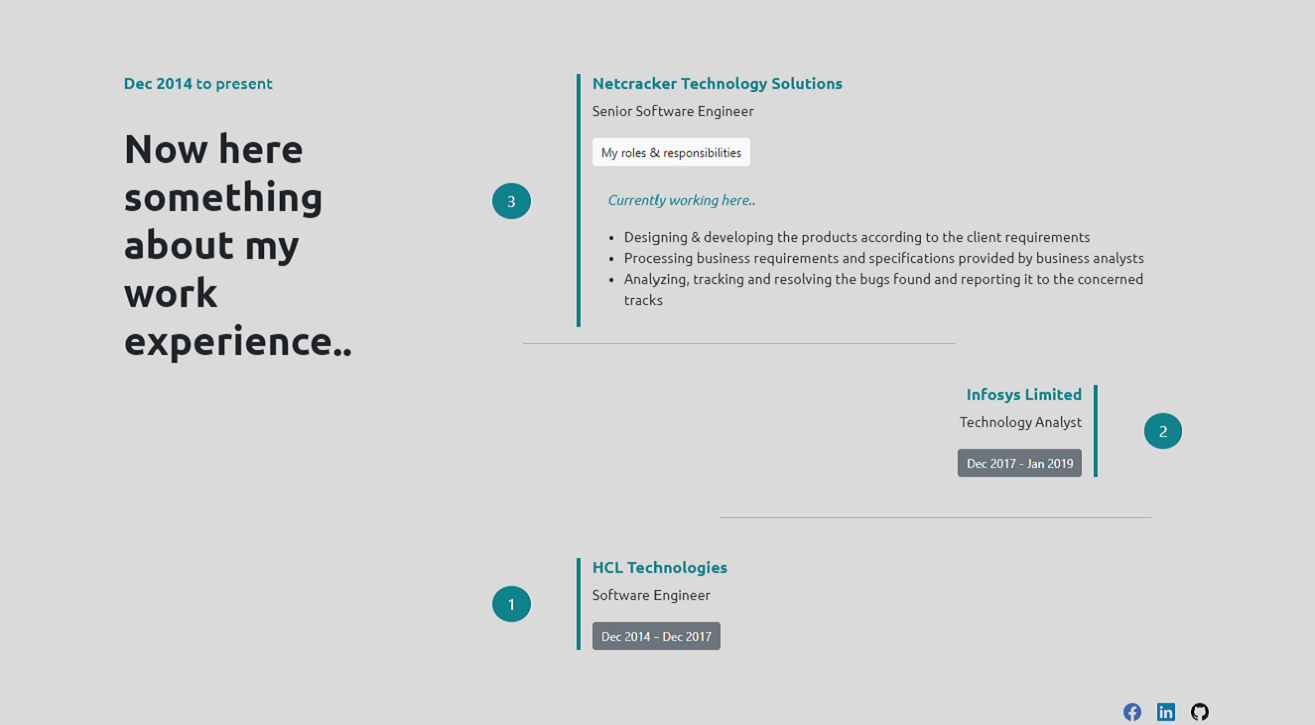 Dec 2014 to present
Now here
something
about my
work
experience..
Netcracker Technology Solutions
Senior Software Engineer
My roles & responsibilities
3
Currently working here..
• Designing & developing the products according to the client requirements
• Processing business requirements and specifications provided by business analysts
• Analyzing, tracking and resolving the bugs found and reporting it to the concerned
tracks
Infosys Limited
Technology Analyst
2
Dec 2017 - Jan 2019
HCL Technologies
Software Engineer
1
Dec 2014 - Dec 2017